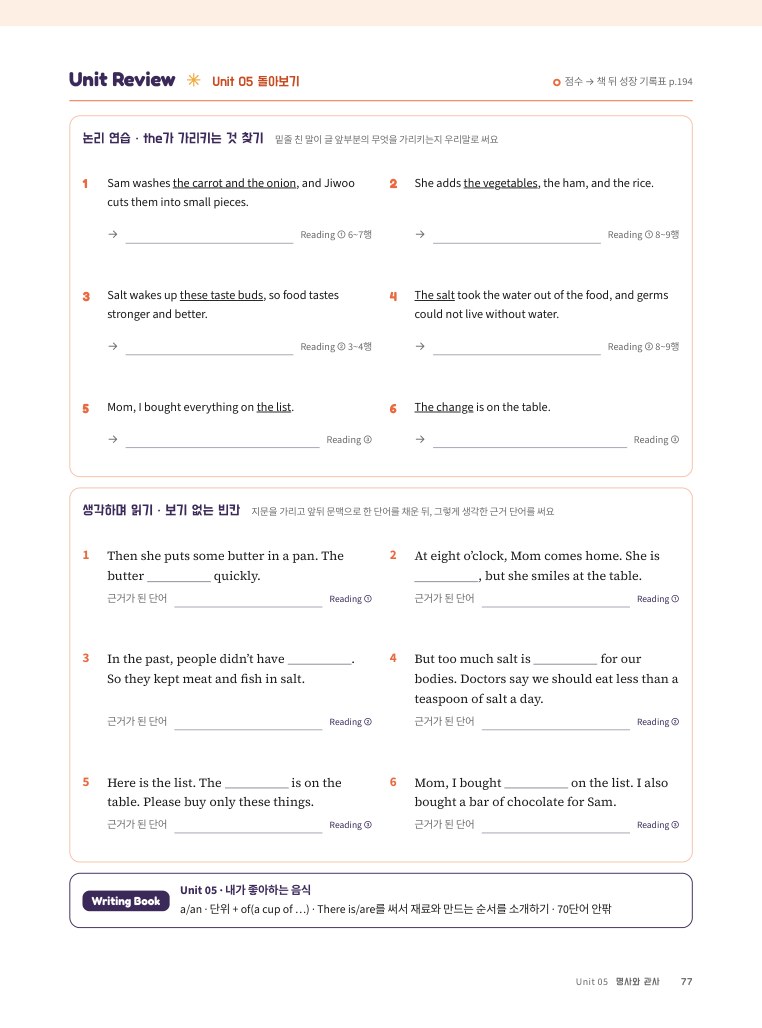 Unit Review ✳ Unit 05 돌아보기
점수 → 책 뒤 성장 기록표 p.194
논리 연습 · the가 가리키는 것 찾기 밑줄 친 말이 글 앞부분의 무엇을 가리키는지 우리말로 써요
1 Sam washes the carrot and the onion, and Jiwoo
cuts them into small pieces.
→ Reading ① 6~7행
2 She adds the vegetables, the ham, and the rice.
→ Reading ① 8~9행
3 Salt wakes up these taste buds, so food tastes
stronger and better.
→ Reading ② 3~4행
4 The salt took the water out of the food, and germs
could not live without water.
→ Reading ② 8~9행
5 Mom, I bought everything on the list.
→ Reading ③
6 The change is on the table.
→ Reading ③
생각하며 읽기 · 보기 없는 빈칸 지문을 가리고 앞뒤 문맥으로 한 단어를 채운 뒤, 그렇게 생각한 근거 단어를 써요
1 Then she puts some butter in a pan. The
butter __________ quickly.
근거가 된 단어 Reading ①
2 At eight o’clock, Mom comes home. She is
__________, but she smiles at the table.
근거가 된 단어 Reading ①
3 In the past, people didn’t have __________.
So they kept meat and fish in salt.
근거가 된 단어 Reading ②
4 But too much salt is __________ for our
bodies. Doctors say we should eat less than a
teaspoon of salt a day.
근거가 된 단어 Reading ②
5 Here is the list. The __________ is on the
table. Please buy only these things.
근거가 된 단어 Reading ③
6 Mom, I bought __________ on the list. I also
bought a bar of chocolate for Sam.
근거가 된 단어 Reading ③
Writing Book
Unit 05 · 내가 좋아하는 음식
a/an · 단위 + of(a cup of …) · There is/are를 써서 재료와 만드는 순서를 소개하기 · 70단어 안팎
Unit 05 명사와 관사 77